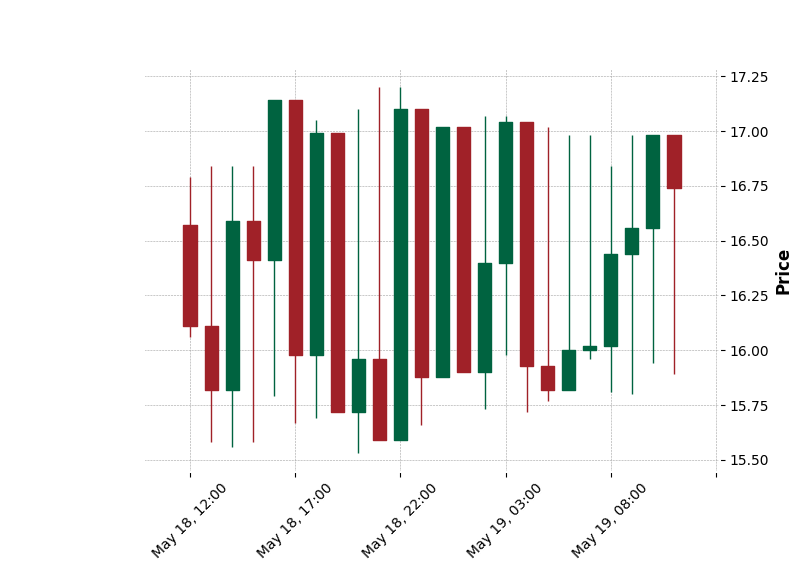 17.25
17.00
16.75
16.50
16.25
16.00
15.75
15.50
Price
May 18, 12:00
May 18, 17:00
May 18, 22:00
May 19, 03:00
May 19, 08:00